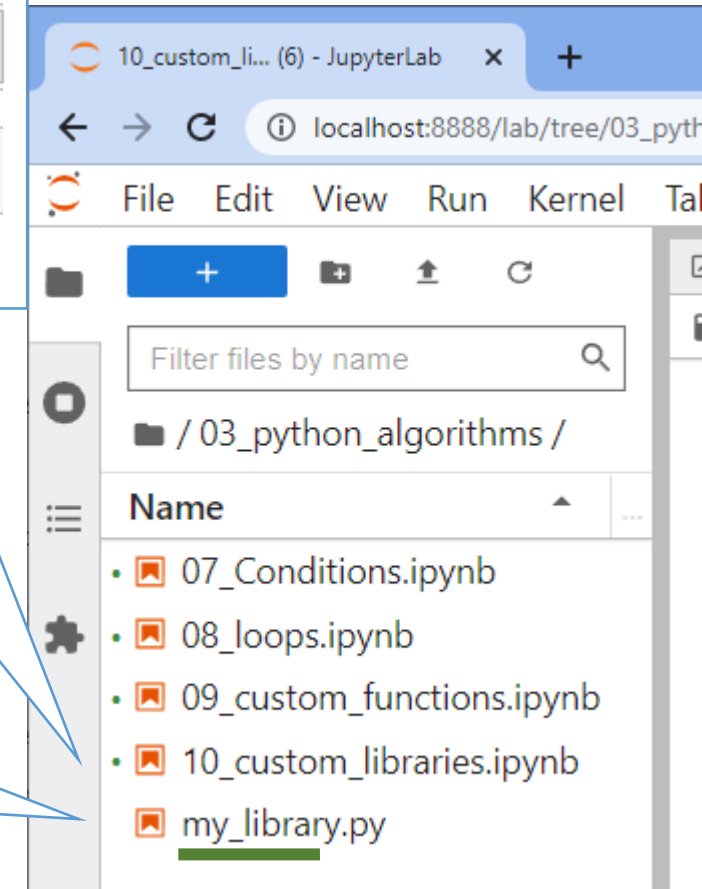 10_custom_li... (6) - JupyterLab
localhost:8888/lab/tree/03_pyth
File Edit View Run Kernel Ta
Filter files by name
/ 03_python_algorithms /
Name
...
07_Conditions.ipynb
08_loops.ipynb
09_custom_functions.ipynb
10_custom_libraries.ipynb
my_library.py